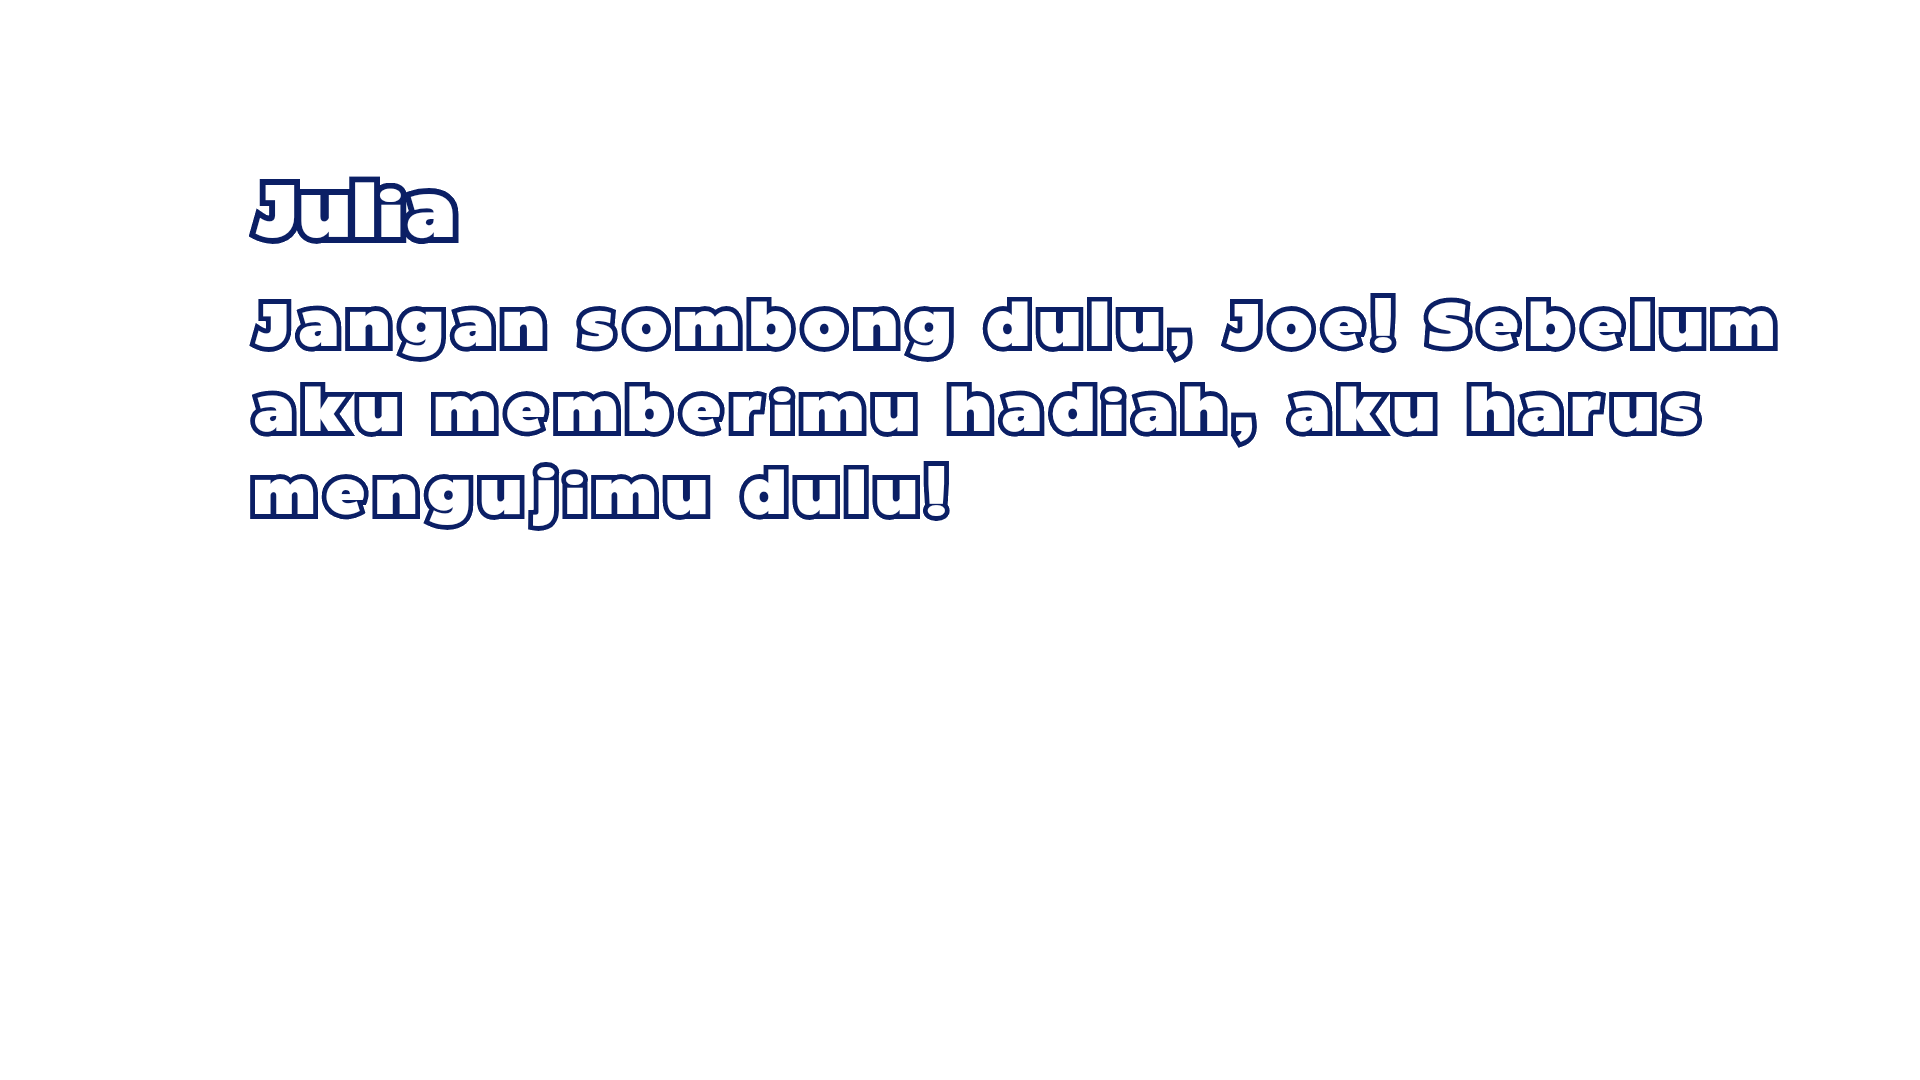 Julia
Jangan sombong dulu, Joe! Sebelum
aku memberimu hadiah, aku harus
mengujimu dulu!